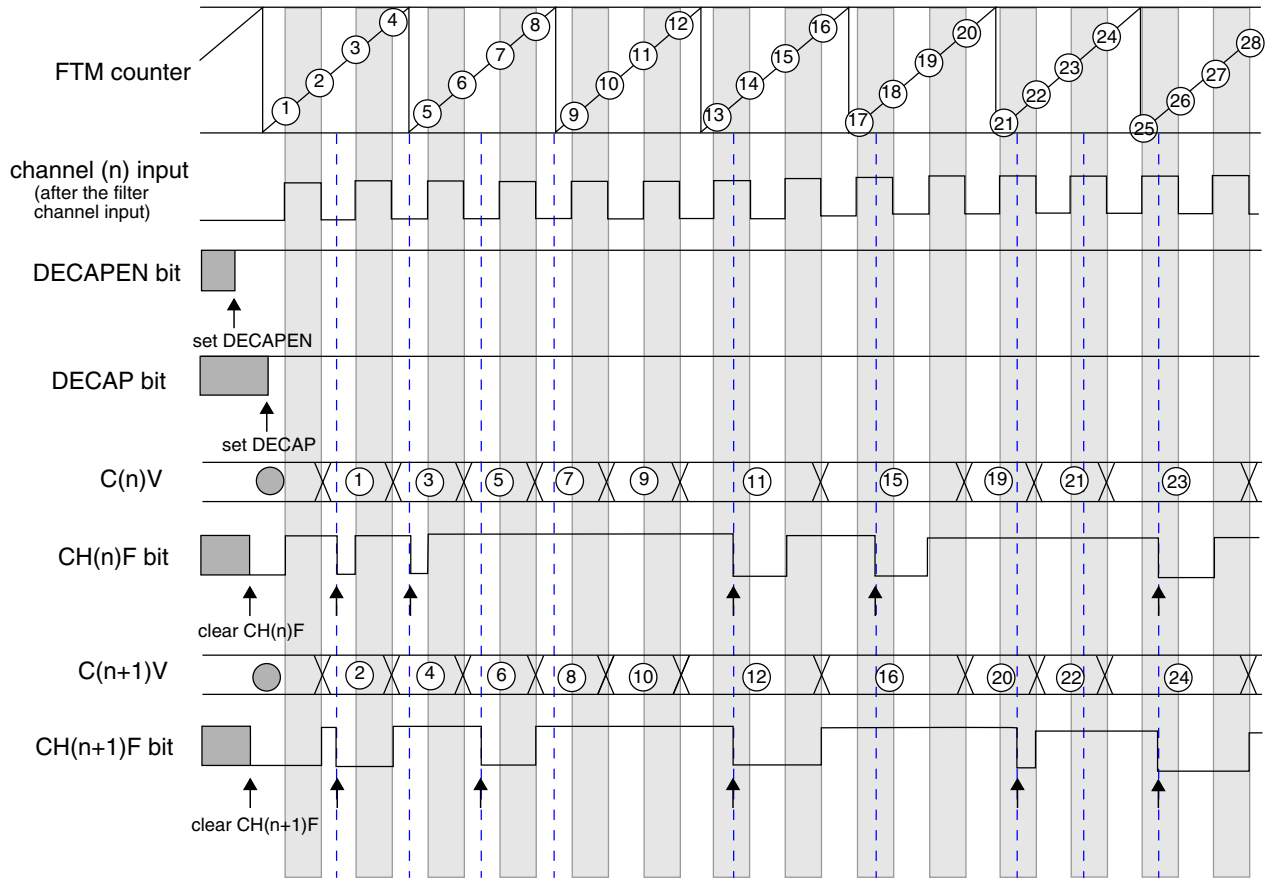 FTM counter
1 2 3 4 5 6 7 8 9 10 11 12 13 14 15 16 17 18 19 20 21 22 23 24 25 26 27 28
channel (n) input
(after the filter
channel input)
DECAPEN bit
set DECAPEN
DECAP bit
set DECAP
C(n)V
1 3 5 7 9 11 15 19 21 23
CH(n)F bit
clear CH(n)F
C(n+1)V
2 4 6 8 10 12 16 20 22 24
CH(n+1)F bit
clear CH(n+1)F